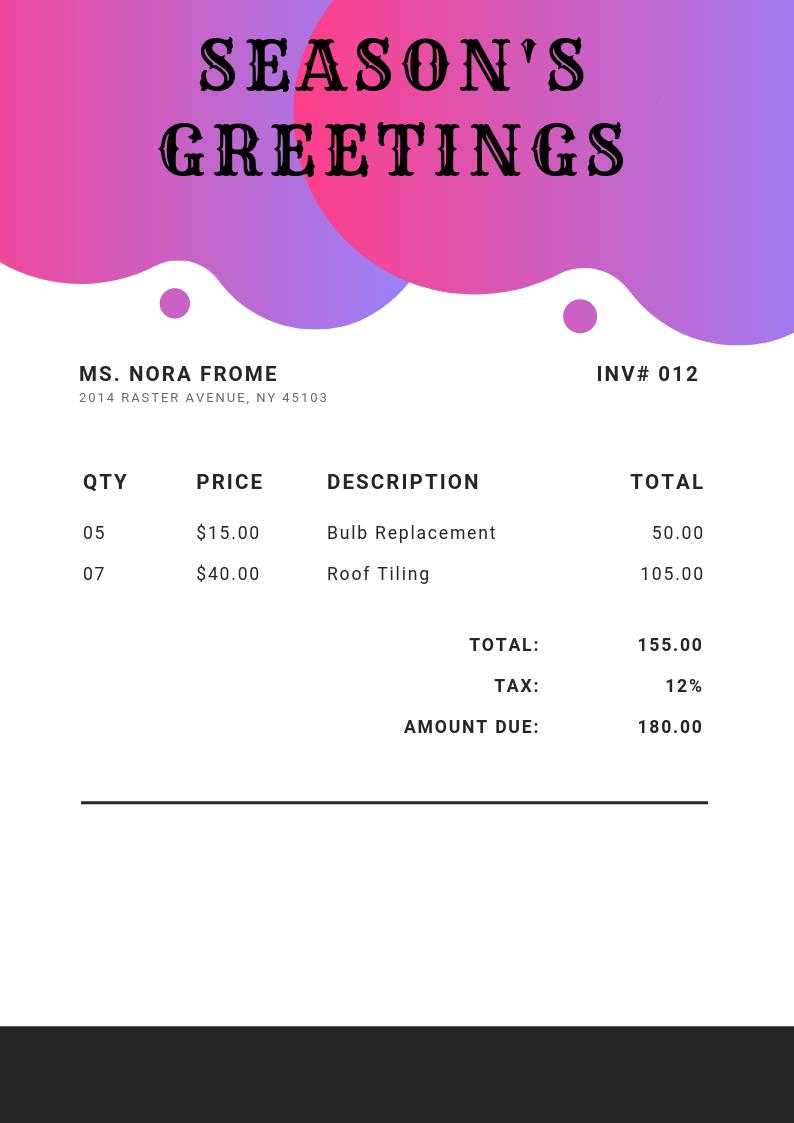 SEASON'S
GREETINGS
MS. NORA FROME
INV# 012
2014 RASTER AVENUE, NY 45103
QTY PRICE DESCRIPTION TOTAL
05 $15.00 Bulb Replacement 50.00
07 $40.00 Roof Tiling 105.00
TOTAL: 155.00
TAX: 12%
AMOUNT DUE: 180.00